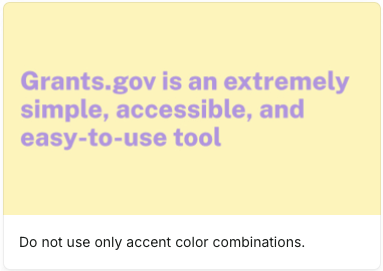 Grants.gov is an extremely
simple, accessible, and
easy-to-use tool
Do not use only accent color combinations.